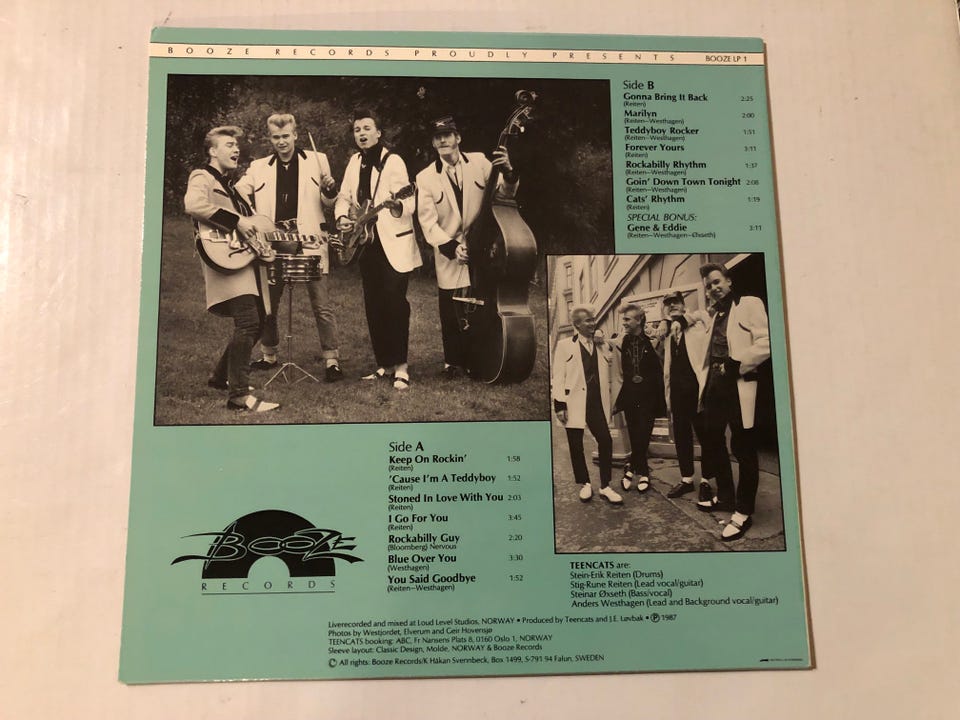 BOOZE RECORDS PROUDLY PRESENTS BOOZE LP 1
Side B
Gonna Bring It Back 2:25
(Reiten)
Marilyn 2:00
(Reiten–Westhagen)
Teddyboy Rocker 1:51
(Reiten–Westhagen)
Forever Yours 3:11
(Reiten)
Rockabilly Rhythm 1:37
(Reiten–Westhagen)
Goin' Down Town Tonight 2:08
(Reiten–Westhagen)
Cats' Rhythm 1:19
(Reiten)
SPECIAL BONUS:
Gene & Eddie 3:11
(Reiten–Westhagen–Øxseth)
Side A
Keep On Rockin' 1:58
(Reiten)
'Cause I'm A Teddyboy 1:52
(Reiten)
Stoned In Love With You 2:03
(Reiten)
I Go For You 3:45
(Reiten)
Rockabilly Guy 2:20
(Bloomberg) Nervous
Blue Over You 3:30
(Westhagen)
You Said Goodbye 1:52
(Reiten–Westhagen)
BOOZE
RECORDS
TEENCATS are:
Stein-Erik Reiten (Drums)
Stig-Rune Reiten (Lead vocal/guitar)
Steinar Øxseth (Bass/vocal)
Anders Westhagen (Lead and Background vocal/guitar)
Liverecorded and mixed at Loud Level Studios, NORWAY • Produced by Teencats and J.E. Løvbak • Ⓟ 1987
Photos by Westjordet, Elverum and Geir Hovensjø
TEENCATS booking: ABC, Fr Nansens Plats 8, 0160 Oslo 1, NORWAY
Sleeve layout: Classic Design, Molde, NORWAY & Booze Records
© All rights: Booze Records/K Håkan Svennbeck, Box 1499, S-791 94 Falun, SWEDEN